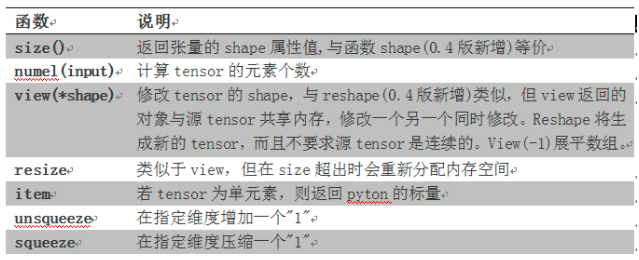 函数 说明
size() 返回张量的 shape 属性值,与函数 shape(0.4版新增)等价
numel(input) 计算 tensor 的元素个数
view(*shape) 修改 tensor 的 shape，与 reshape(0.4版新增)类似，但 view 返回的
对象与源 tensor 共享内存，修改一个另一个同时修改。Reshape 将生
成新的 tensor，而且不要求源 tensor 是连续的。View(-1)展平数组。
resize 类似于 view，但在 size 超出时会重新分配内存空间
item 若 tensor 为单元素，则返回 pyton 的标量
unsqueeze 在指定维度增加一个"1"
squeeze 在指定维度压缩一个"1"